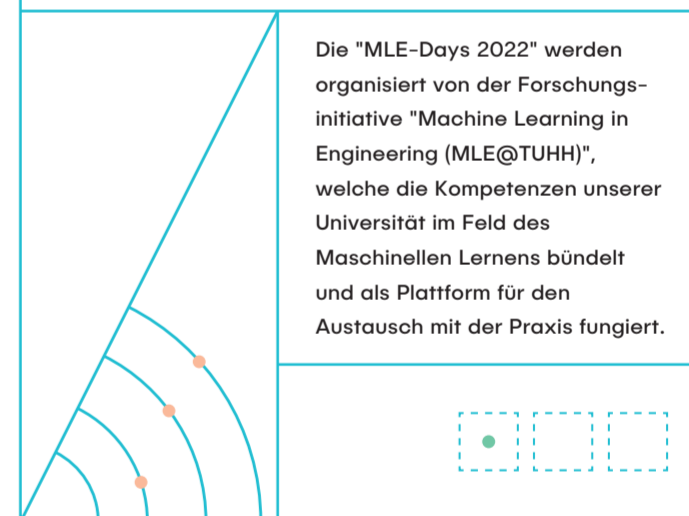 Die "MLE-Days 2022" werden
organisiert von der Forschungs-
initiative "Machine Learning in
Engineering (MLE@TUHH)",
welche die Kompetenzen unserer
Universität im Feld des
Maschinellen Lernens bündelt
und als Plattform für den
Austausch mit der Praxis fungiert.